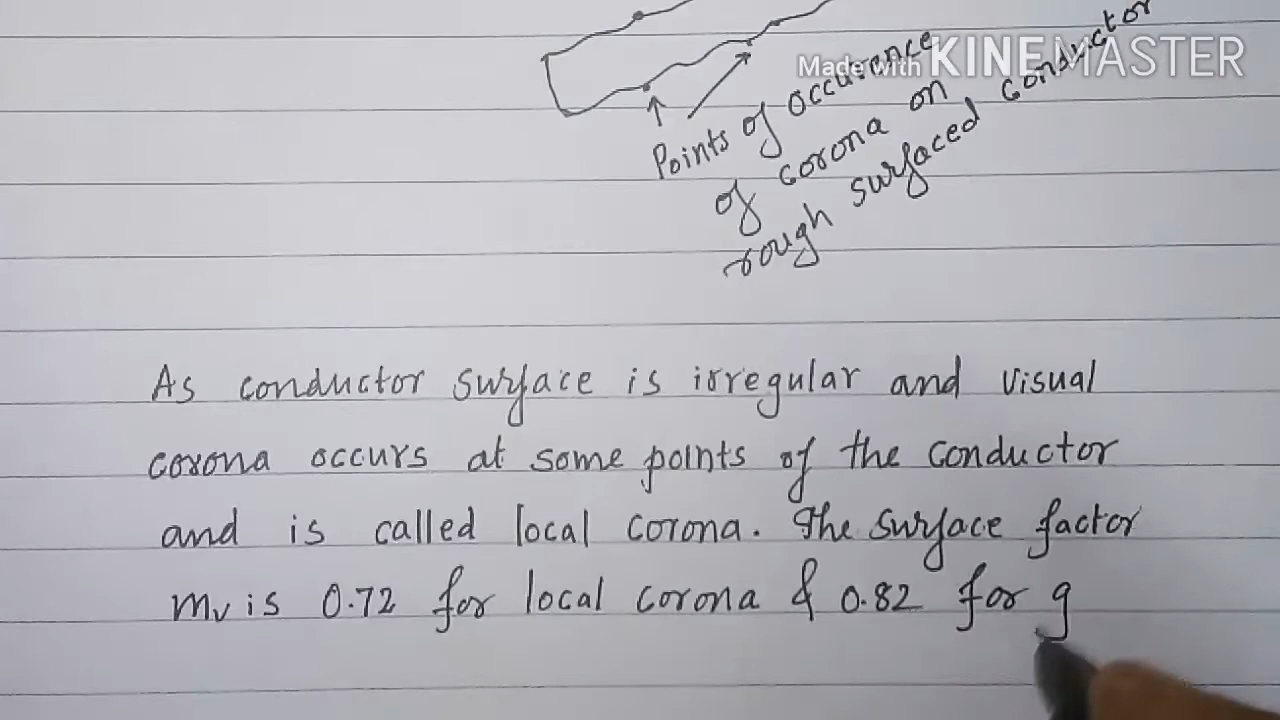 Made with KINEMASTER
Points of occurence
of corona on
rough surfaced conductor
As conductor surface is irregular and visual
corona occurs at some points of the conductor
and is called local corona. The surface factor
mv is 0.72 for local corona & 0.82 for g